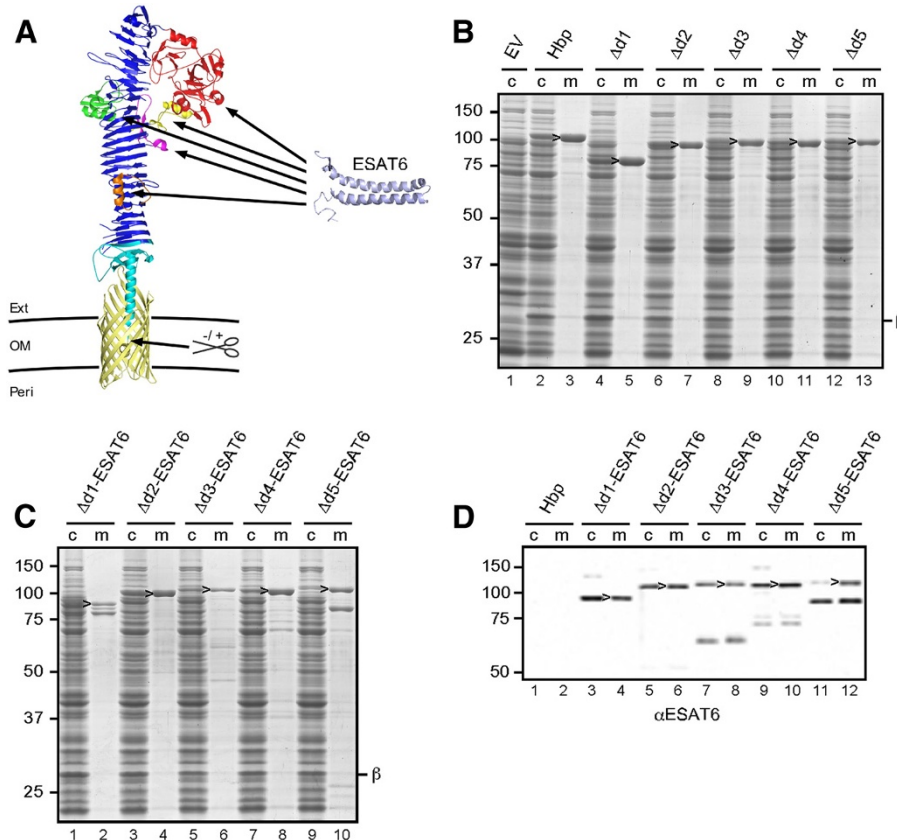 A
ESAT6
-/+
Ext
OM
Peri
B
EV Hbp Δd1 Δd2 Δd3 Δd4 Δd5
c c m c m c m c m c m c m
150
100
75
50
37
25
> > > > > >
1 2 3 4 5 6 7 8 9 10 11 12 13
C
Δd1-ESAT6 Δd2-ESAT6 Δd3-ESAT6 Δd4-ESAT6 Δd5-ESAT6
c m c m c m c m c m
150
100
75
50
37
25
> > > > >
β
1 2 3 4 5 6 7 8 9 10
D
Hbp Δd1-ESAT6 Δd2-ESAT6 Δd3-ESAT6 Δd4-ESAT6 Δd5-ESAT6
c m c m c m c m c m c m
150
100
75
50
> > > > >
1 2 3 4 5 6 7 8 9 10 11 12
αESAT6